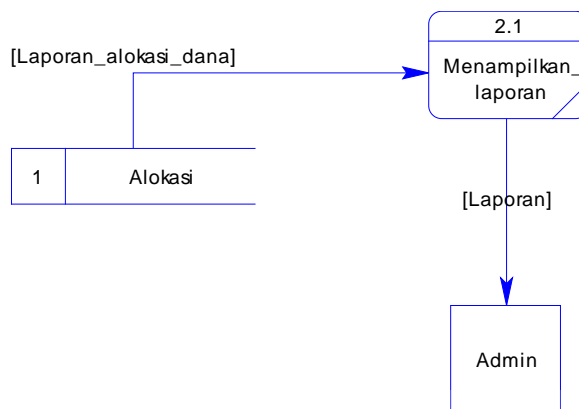 2.1
[Laporan_alokasi_dana]
Menampilkan_
laporan
1
Alokasi
[Laporan]
Admin